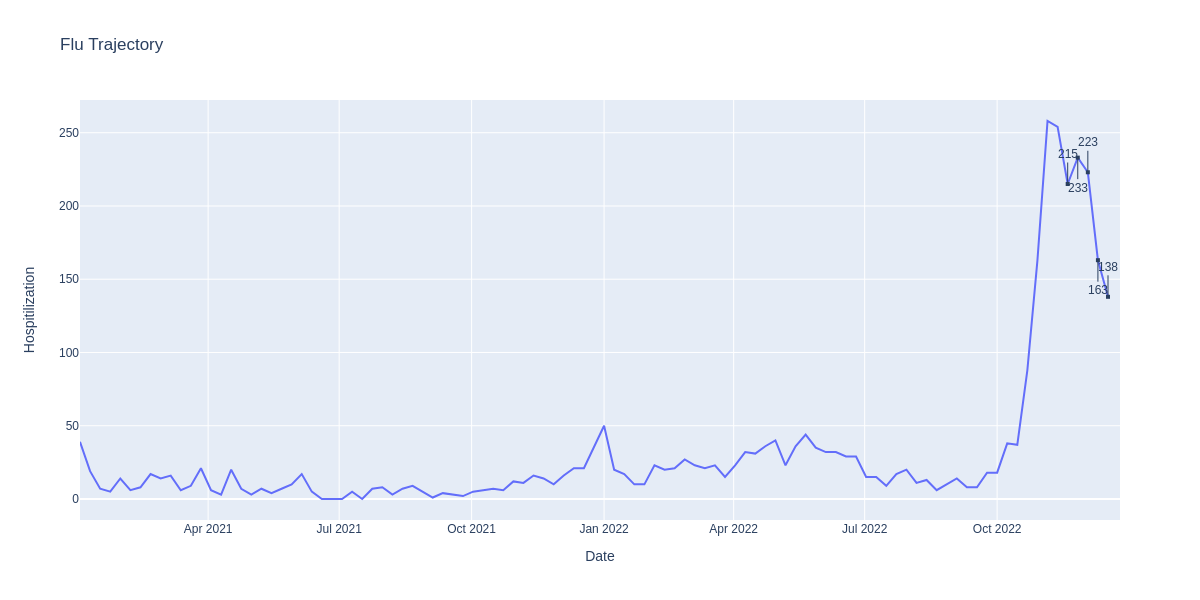 Flu Trajectory
250
200
150
100
50
0
Hospitilization
215
233
223
163
138
Apr 2021
Jul 2021
Oct 2021
Jan 2022
Apr 2022
Jul 2022
Oct 2022
Date